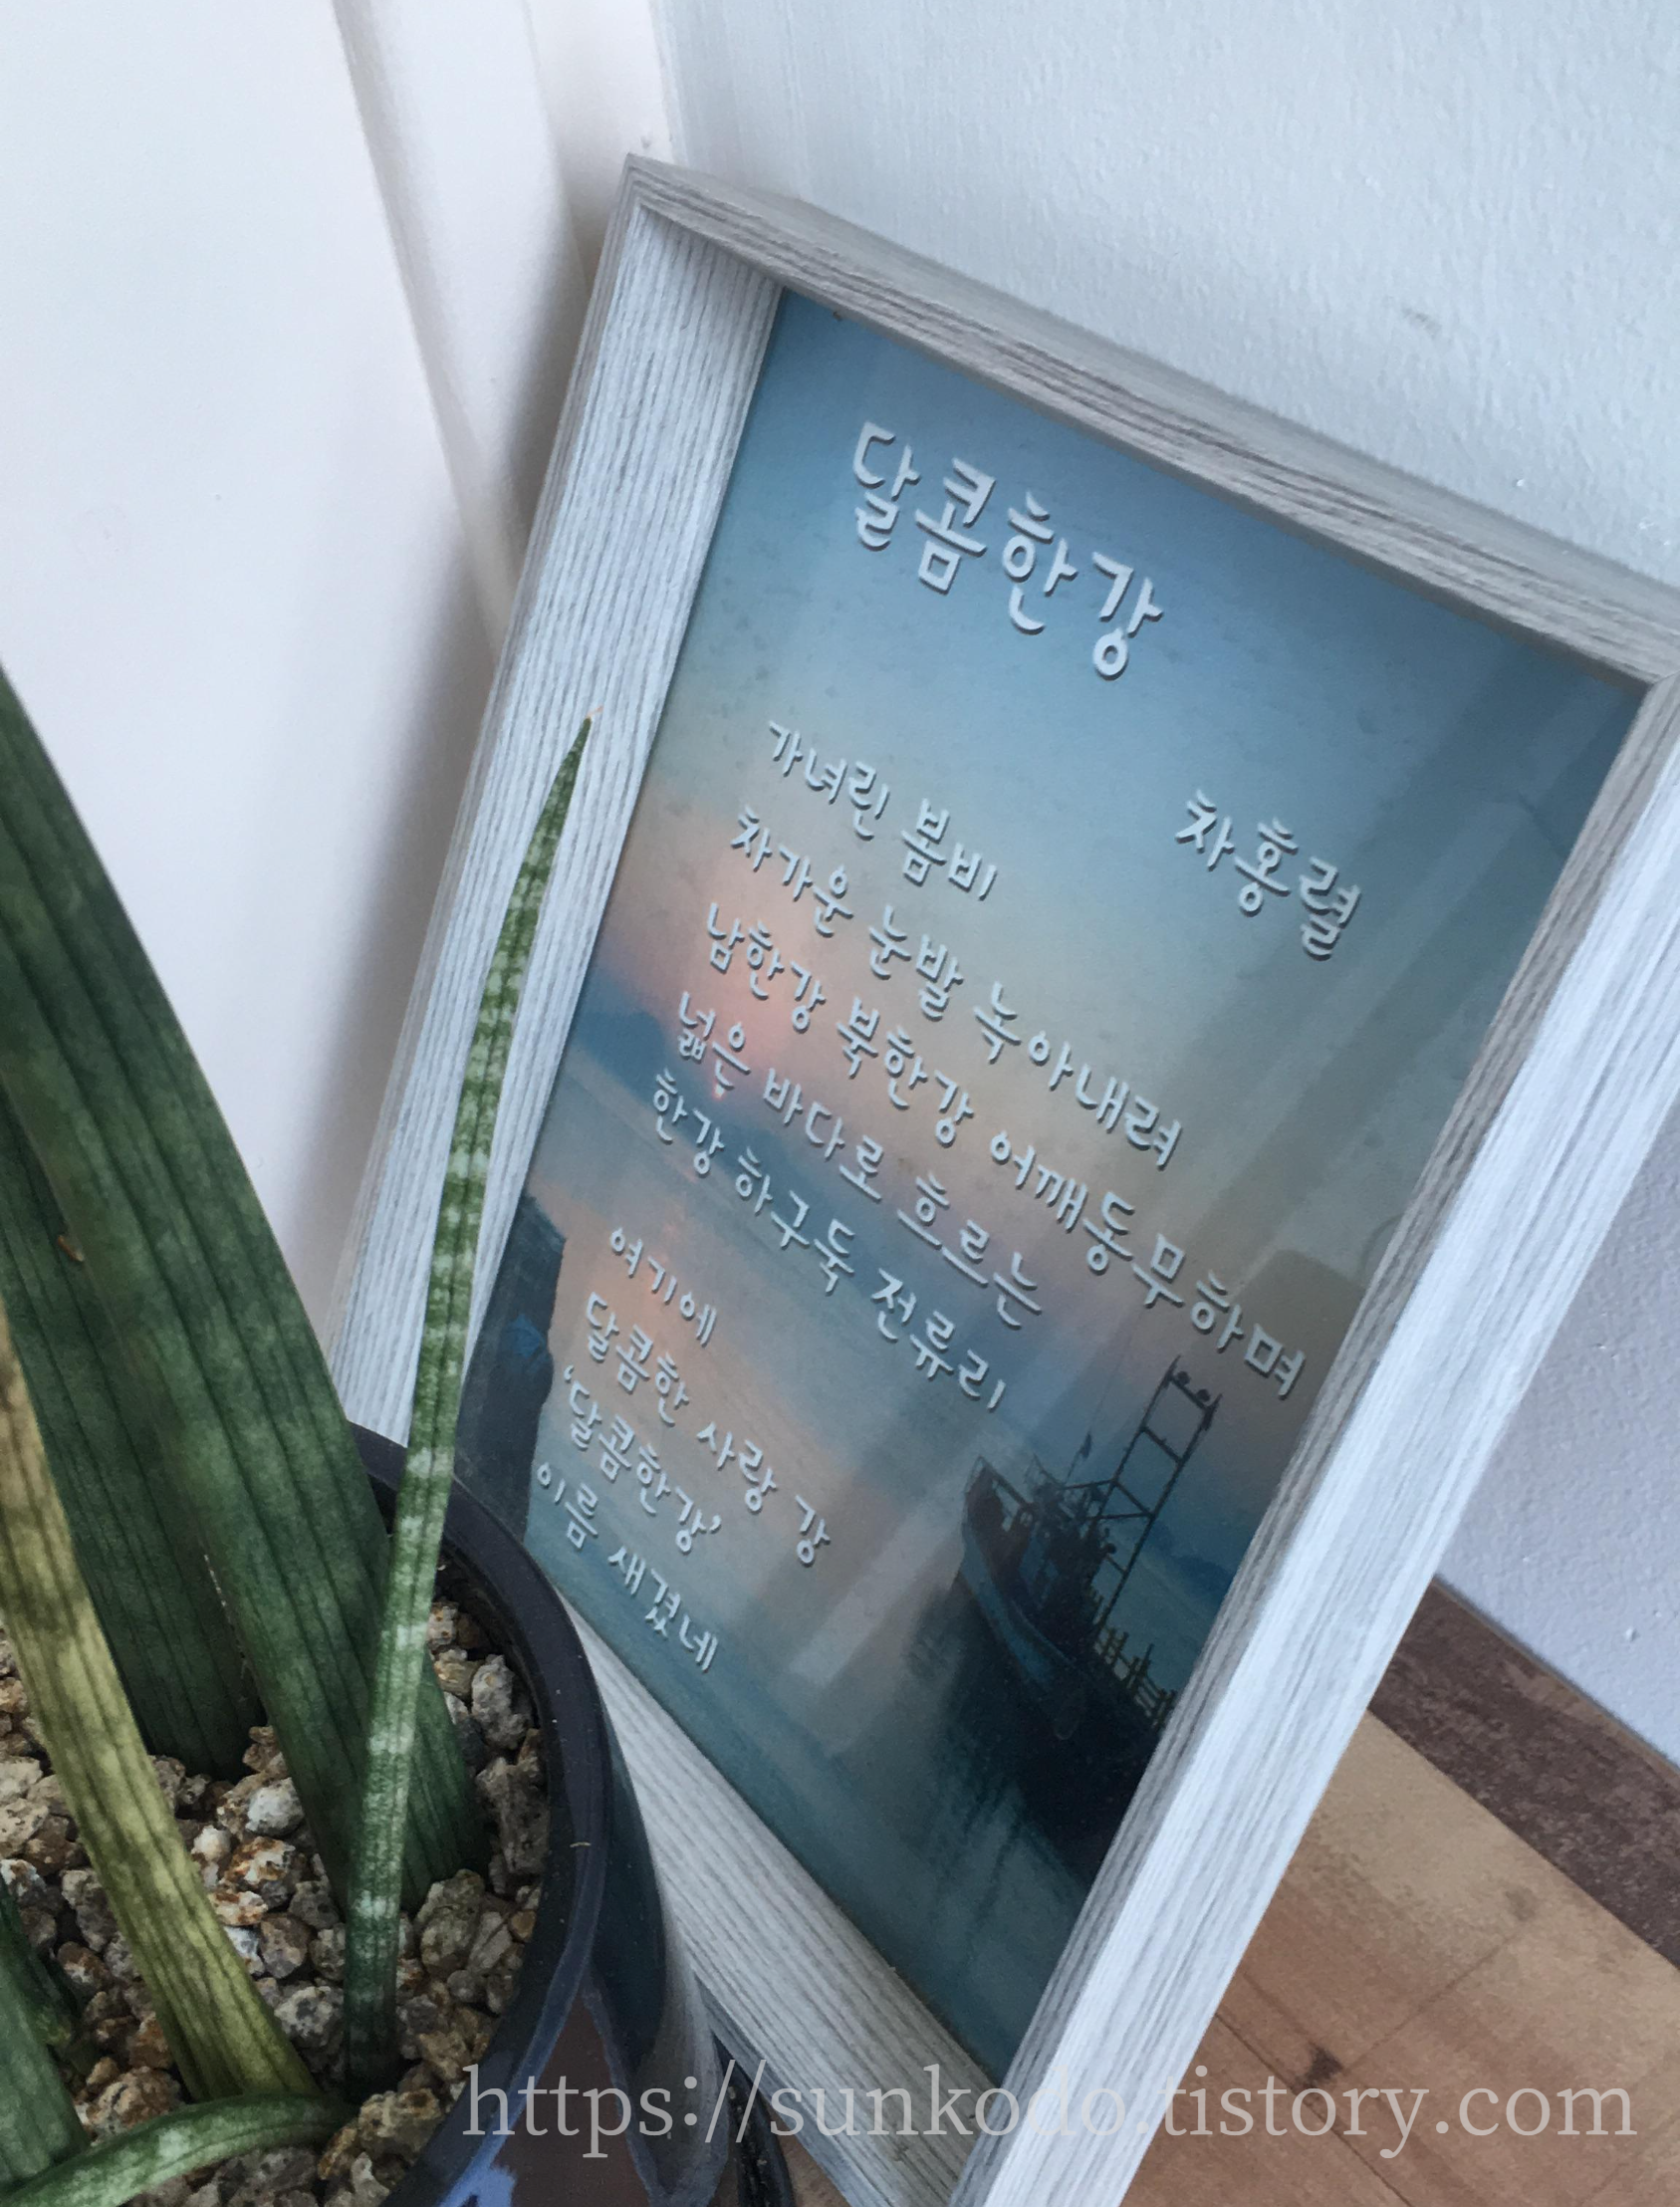 달콤한강
차홍렬
가녀린 봄비
차가운 눈발 녹아내려
남한강 북한강 어깨동무하며
넓은 바다로 흐르는
한강 하구둑 전류리
여기에
달콤한 사랑 강
'달콤한강'
이름 새겼네
https://sunkodo.tistory.com